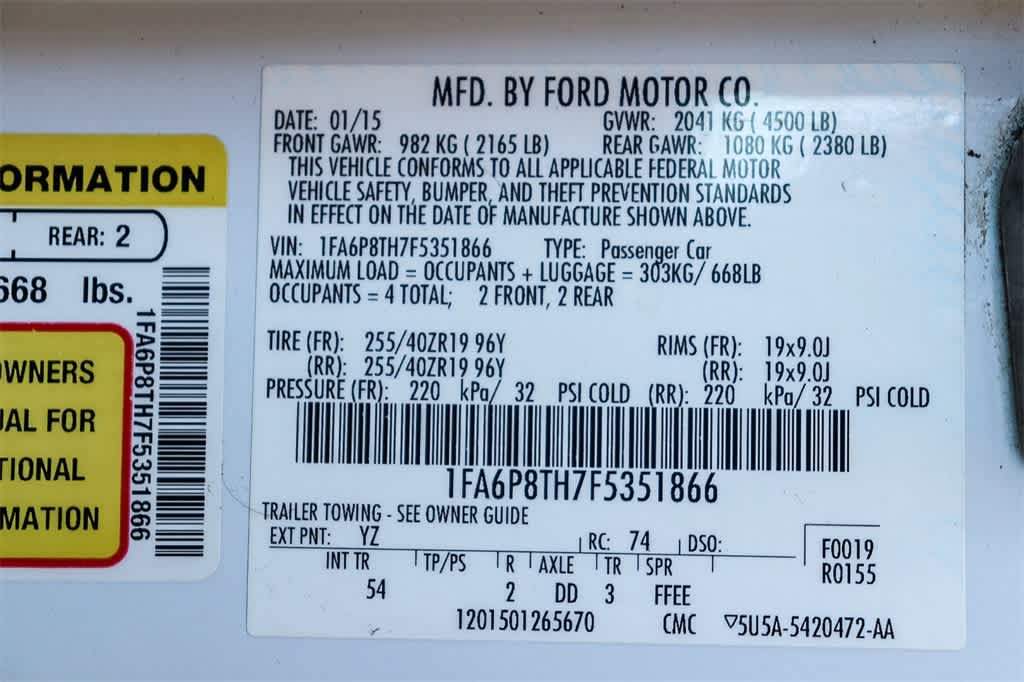 ORMATION
REAR: 2
668 lbs.
1FA6P8TH7F5351866
OWNERS
UAL FOR
TIONAL
MATION
MFD. BY FORD MOTOR CO.
DATE: 01/15 GVWR: 2041 KG ( 4500 LB)
FRONT GAWR: 982 KG ( 2165 LB) REAR GAWR: 1080 KG ( 2380 LB)
THIS VEHICLE CONFORMS TO ALL APPLICABLE FEDERAL MOTOR
VEHICLE SAFETY, BUMPER, AND THEFT PREVENTION STANDARDS
IN EFFECT ON THE DATE OF MANUFACTURE SHOWN ABOVE.
VIN: 1FA6P8TH7F5351866 TYPE: Passenger Car
MAXIMUM LOAD = OCCUPANTS + LUGGAGE = 303KG/ 668LB
OCCUPANTS = 4 TOTAL; 2 FRONT, 2 REAR
TIRE (FR): 255/40ZR19 96Y RIMS (FR): 19x9.0J
(RR): 255/40ZR19 96Y (RR): 19x9.0J
PRESSURE (FR): 220 kPa/ 32 PSI COLD (RR): 220 kPa/ 32 PSI COLD
1FA6P8TH7F5351866
TRAILER TOWING - SEE OWNER GUIDE
EXT PNT: YZ RC: 74 DSO: F0019
R0155
INT TR TP/PS R AXLE TR SPR
54 2 DD 3 FFEE
1201501265670 CMC ▽5U5A-5420472-AA